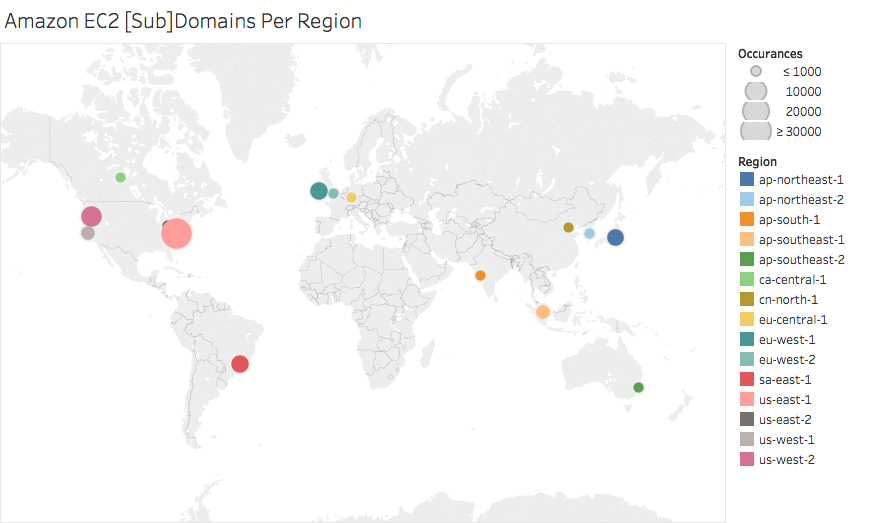 Amazon EC2 [Sub]Domains Per Region
Occurances
≤ 1000
10000
20000
≥ 30000
Region
ap-northeast-1
ap-northeast-2
ap-south-1
ap-southeast-1
ap-southeast-2
ca-central-1
cn-north-1
eu-central-1
eu-west-1
eu-west-2
sa-east-1
us-east-1
us-east-2
us-west-1
us-west-2